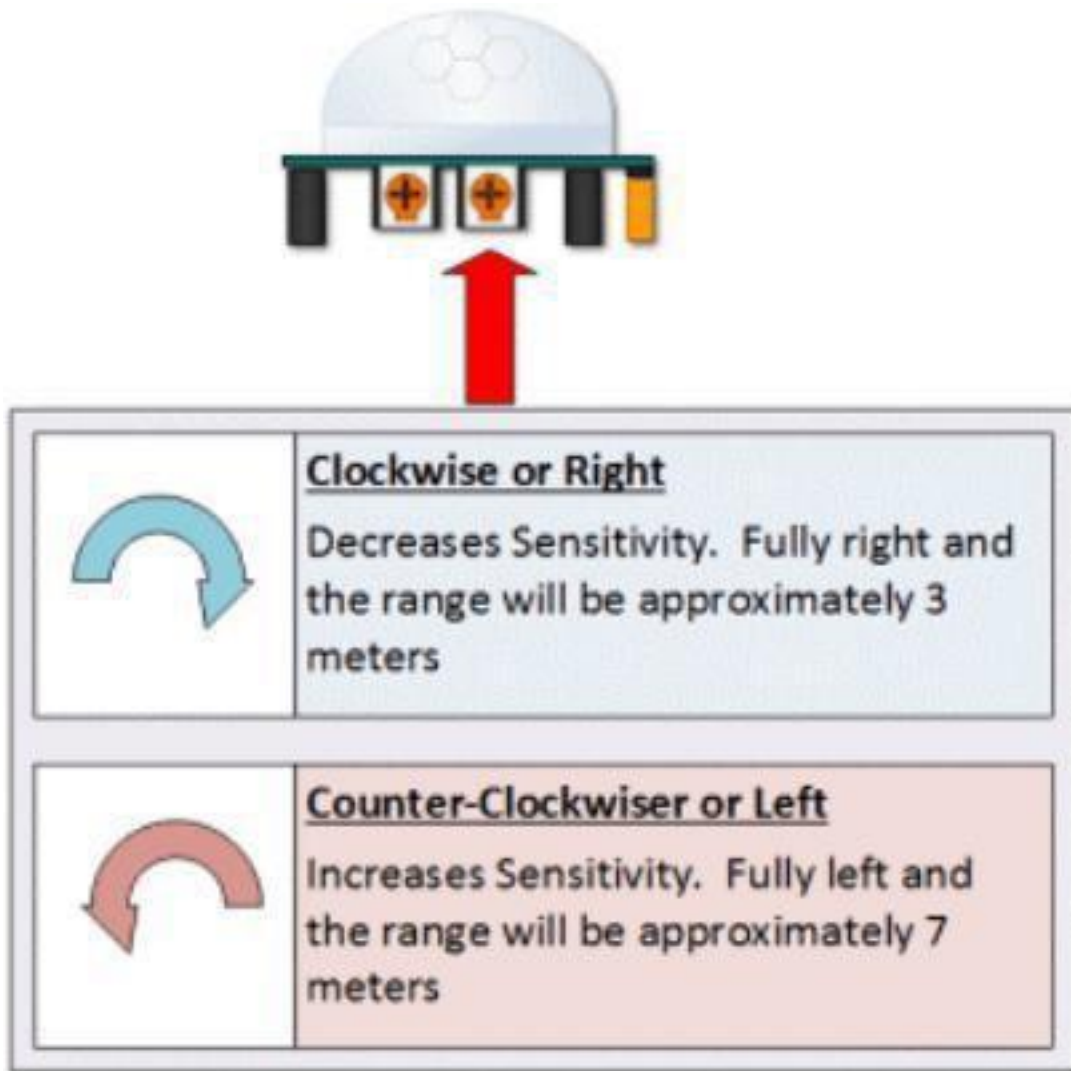 Clockwise or Right
Decreases Sensitivity. Fully right and
the range will be approximately 3
meters
Counter-Clockwiser or Left
Increases Sensitivity. Fully left and
the range will be approximately 7
meters